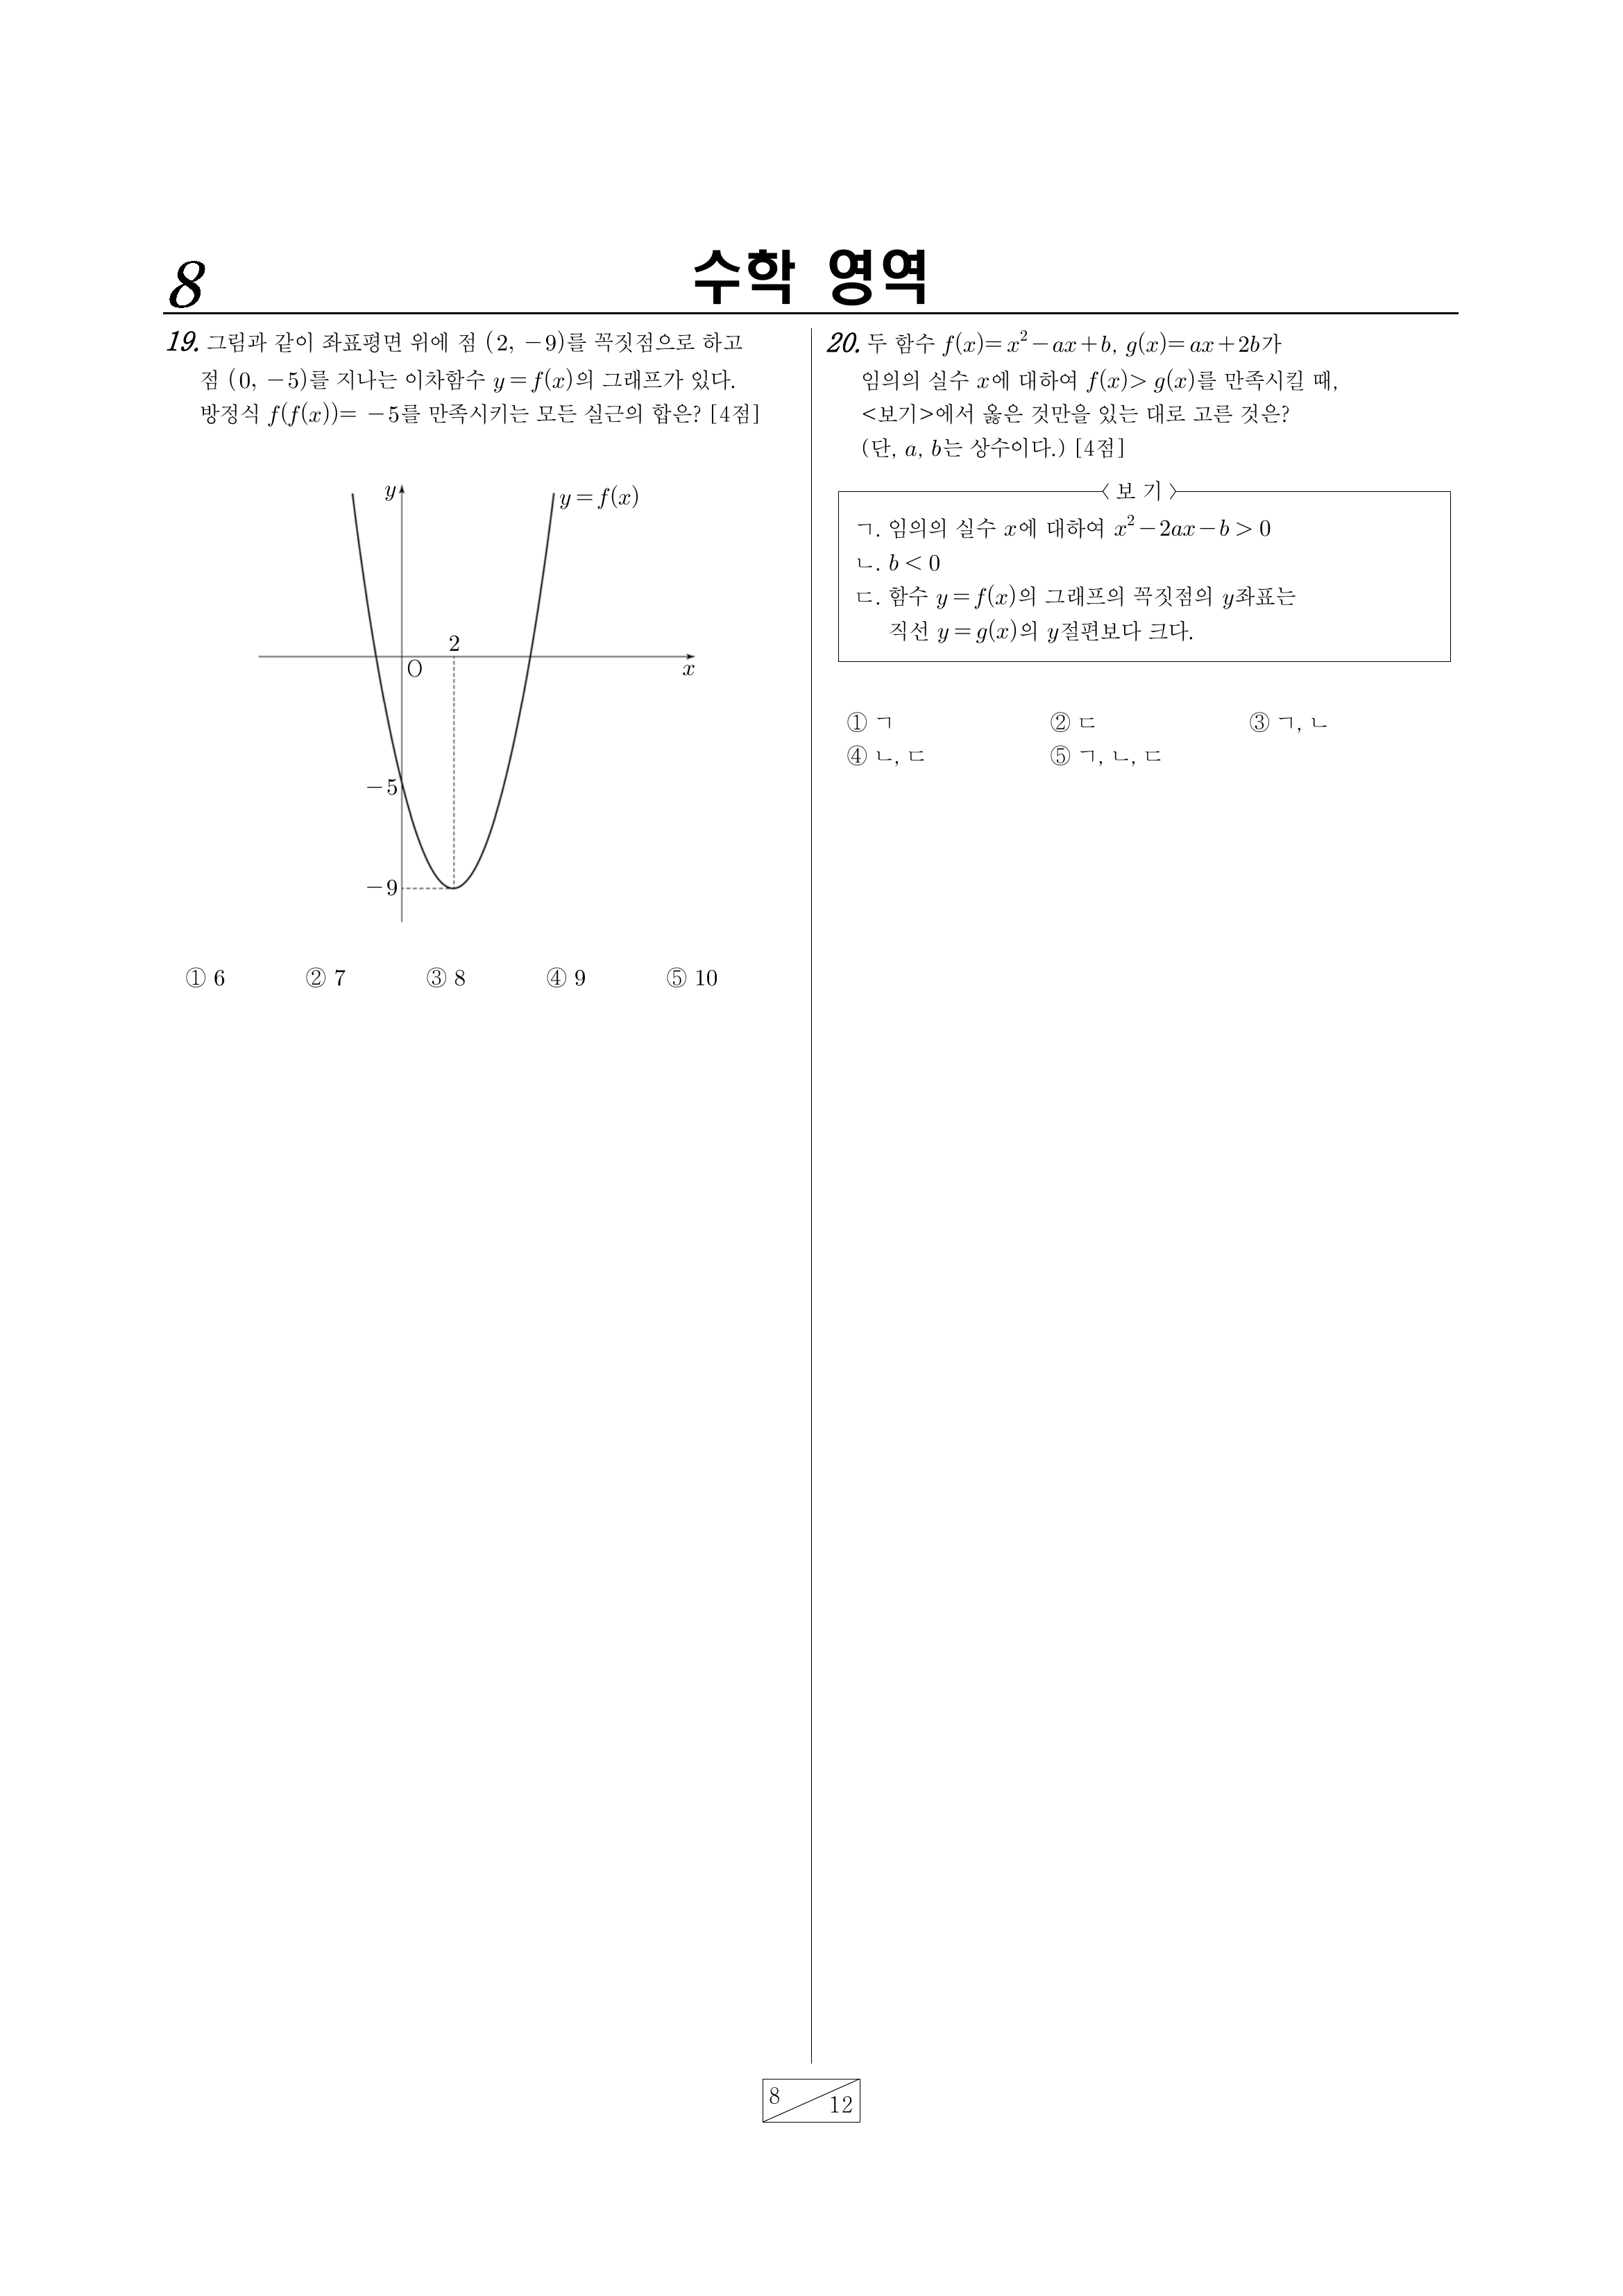 8
수학 영역
19. 그림과 같이 좌표평면 위에 점 (2, −9)를 꼭짓점으로 하고
점 (0, −5)를 지나는 이차함수 y=f(x)의 그래프가 있다.
방정식 f(f(x))= −5를 만족시키는 모든 실근의 합은? [4점]
y
y=f(x)
2
O
x
−5
−9
① 6 ② 7 ③ 8 ④ 9 ⑤ 10
20. 두 함수 f(x)=x²−ax+b, g(x)=ax+2b가
임의의 실수 x에 대하여 f(x)> g(x)를 만족시킬 때,
<보기>에서 옳은 것만을 있는 대로 고른 것은?
(단, a, b는 상수이다.) [4점]
〈 보 기 〉
ㄱ. 임의의 실수 x에 대하여 x²−2ax−b > 0
ㄴ. b < 0
ㄷ. 함수 y=f(x)의 그래프의 꼭짓점의 y좌표는
직선 y=g(x)의 y절편보다 크다.
① ㄱ ② ㄷ ③ ㄱ, ㄴ
④ ㄴ, ㄷ ⑤ ㄱ, ㄴ, ㄷ
8
12